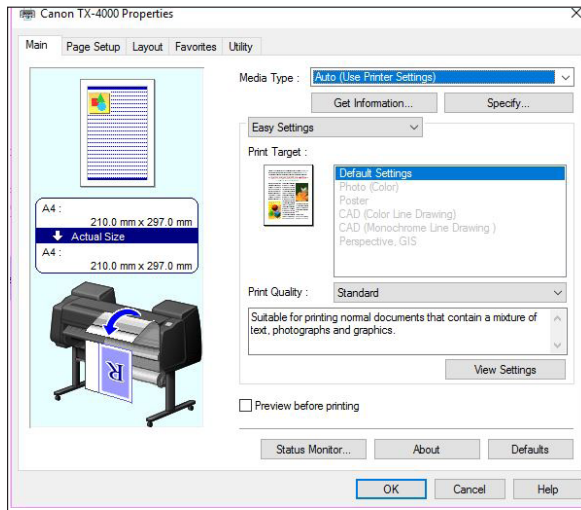 Canon TX-4000 Properties
Main Page Setup Layout Favorites Utility
Media Type : Auto (Use Printer Settings)
Get Information... Specify...
Easy Settings
Print Target :
Default Settings
Photo (Color)
Poster
CAD (Color Line Drawing)
CAD (Monochrome Line Drawing )
Perspective, GIS
A4 :
210.0 mm x 297.0 mm
Actual Size
A4 :
210.0 mm x 297.0 mm
R
Print Quality : Standard
Suitable for printing normal documents that contain a mixture of
text, photographs and graphics.
View Settings
Preview before printing
Status Monitor... About Defaults
OK Cancel Help